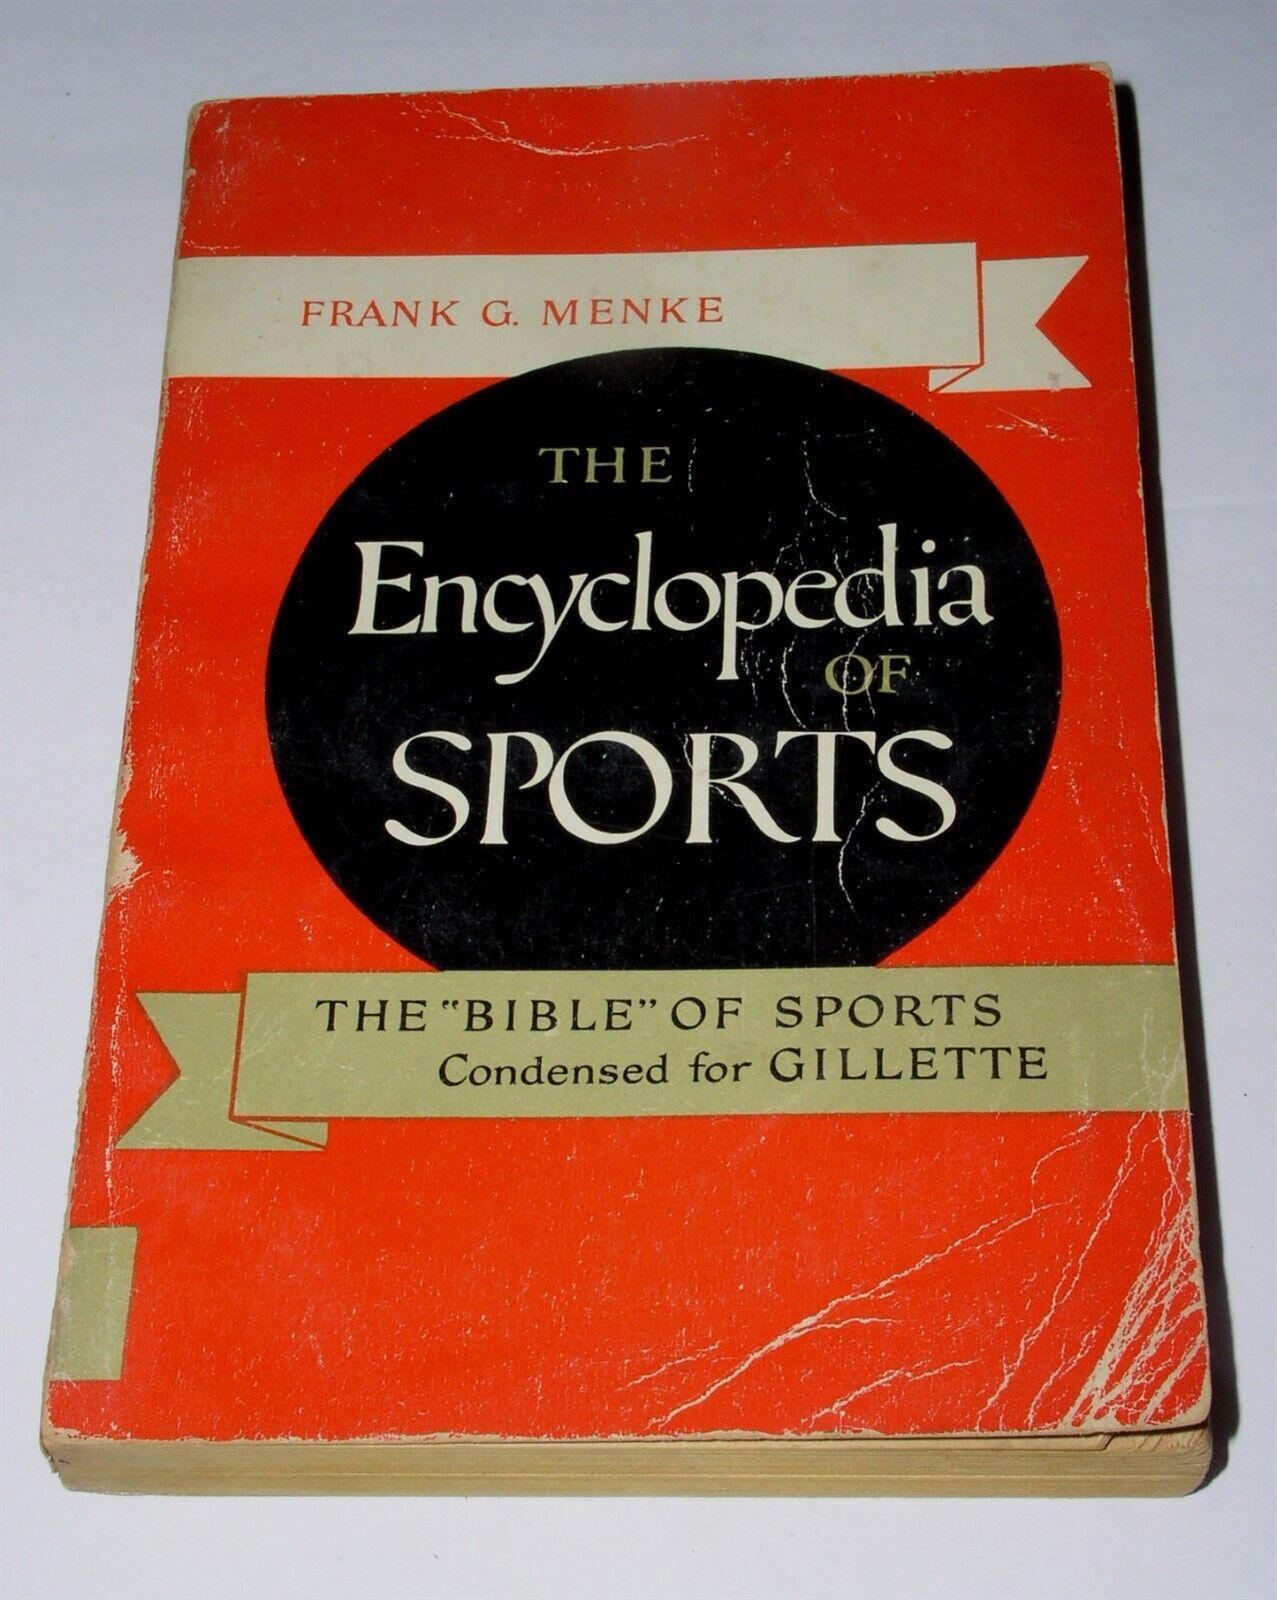 FRANK G. MENKE
THE
Encyclopedia
OF
SPORTS
THE "BIBLE" OF SPORTS
Condensed for GILLETTE